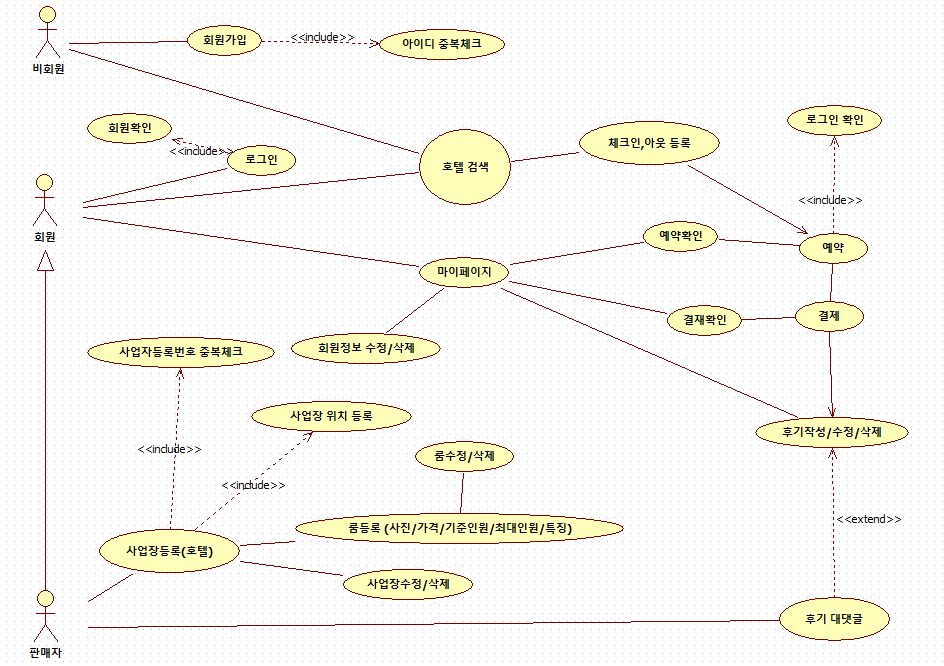 회원가입
<<include>>
아이디 중복체크
비회원
회원확인
<<include>>
로그인
호텔 검색
체크인,아웃 등록
로그인 확인
<<include>>
회원
예약확인
예약
마이페이지
결재확인
결제
사업자등록번호 중복체크
회원정보 수정/삭제
사업장 위치 등록
후기작성/수정/삭제
<<include>>
룸수정/삭제
<<include>>
룸등록 (사진/가격/기준인원/최대인원/특징)
<<extend>>
사업장등록(호텔)
사업장수정/삭제
후기 대댓글
판매자